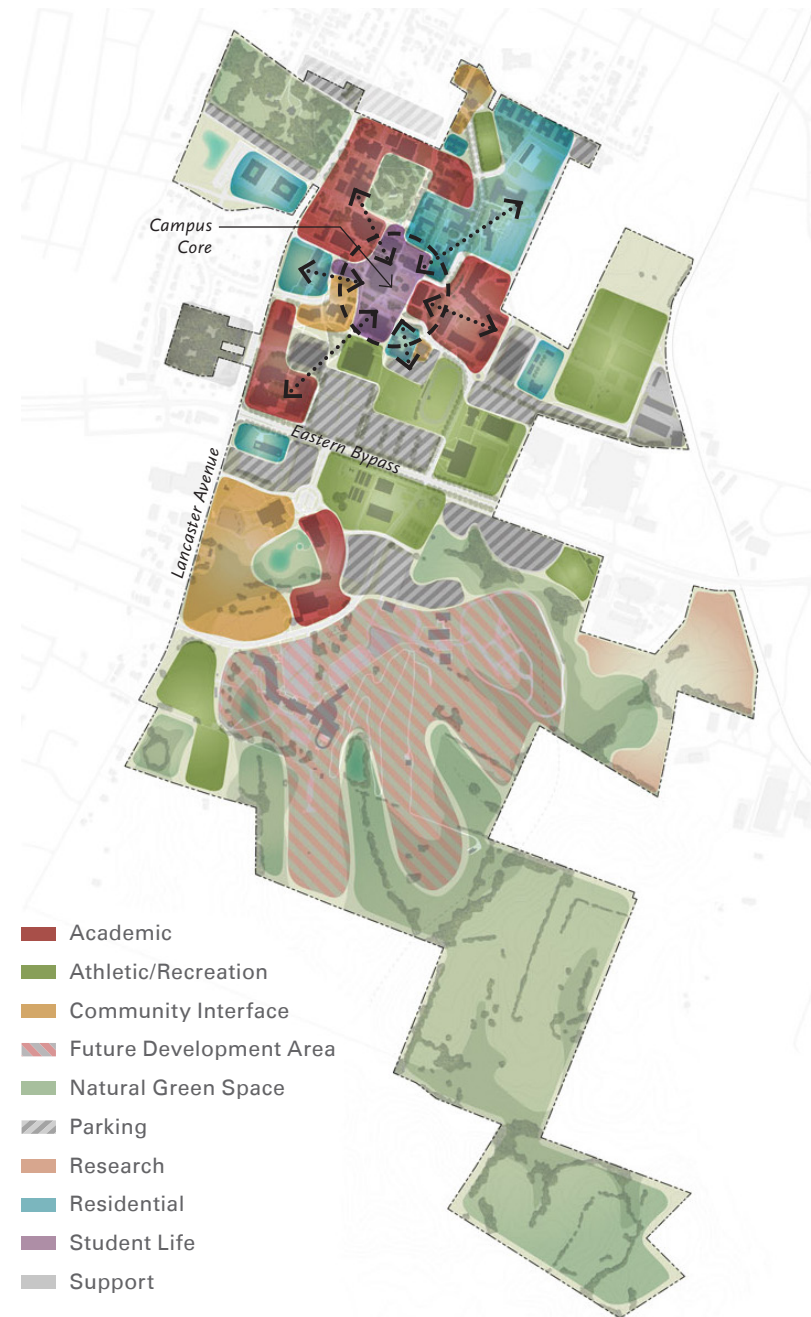 Campus
Core
Eastern Bypass
Lancaster Avenue
Academic
Athletic/Recreation
Community Interface
Future Development Area
Natural Green Space
Parking
Research
Residential
Student Life
Support